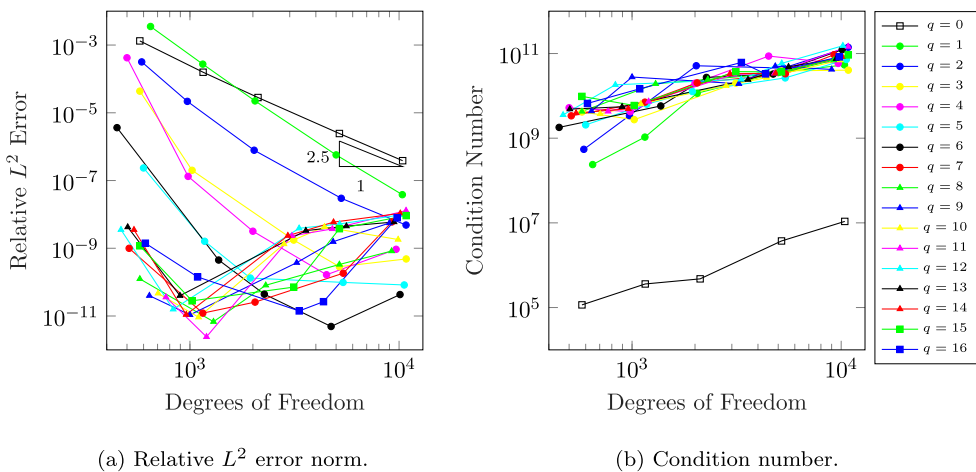 10^3
10^4
10^−3
10^−5
10^−7
10^−9
10^−11
2.5
1
Relative L^2 Error
Degrees of Freedom
(a) Relative L^2 error norm.
10^3
10^4
10^11
10^9
10^7
10^5
Condition Number
Degrees of Freedom
(b) Condition number.
q = 0
q = 1
q = 2
q = 3
q = 4
q = 5
q = 6
q = 7
q = 8
q = 9
q = 10
q = 11
q = 12
q = 13
q = 14
q = 15
q = 16